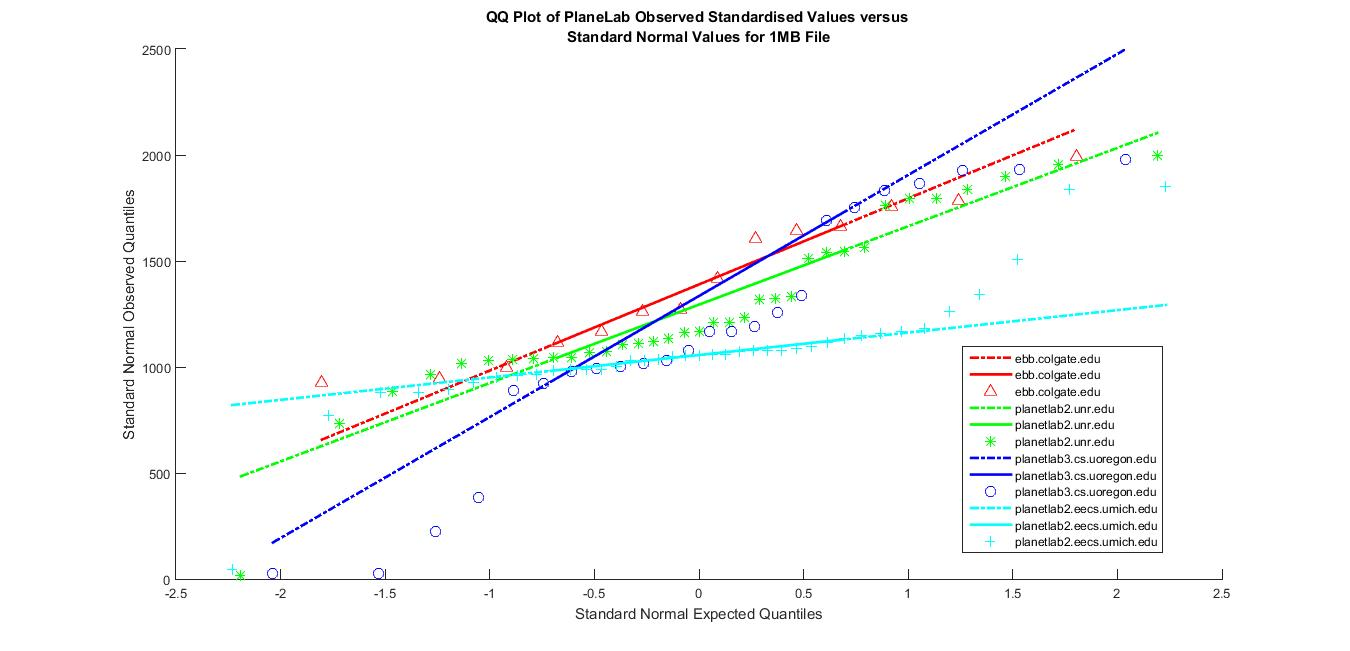 QQ Plot of PlaneLab Observed Standardised Values versus
Standard Normal Values for 1MB File
Standard Normal Observed Quantiles
2500
2000
1500
1000
500
0
-2.5
-2
-1.5
-1
-0.5
0
0.5
1
1.5
2
2.5
Standard Normal Expected Quantiles
ebb.colgate.edu
ebb.colgate.edu
ebb.colgate.edu
planetlab2.unr.edu
planetlab2.unr.edu
planetlab2.unr.edu
planetlab3.cs.uoregon.edu
planetlab3.cs.uoregon.edu
planetlab3.cs.uoregon.edu
planetlab2.eecs.umich.edu
planetlab2.eecs.umich.edu
planetlab2.eecs.umich.edu